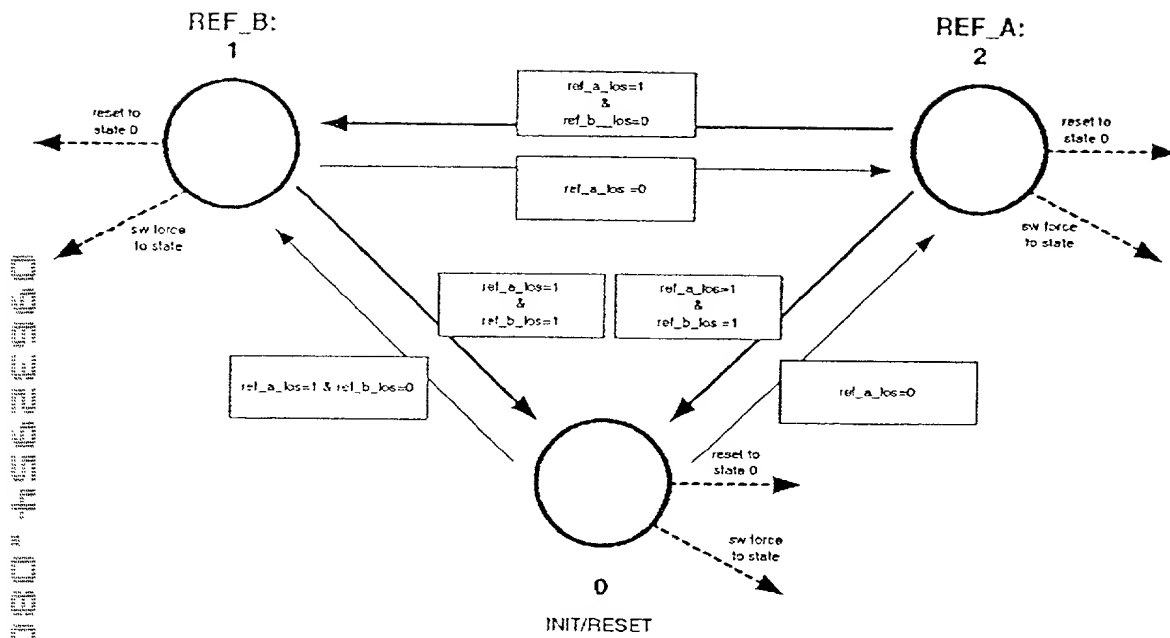 REF_B:
1
REF_A:
2
ref_a_los=1
&
ref_b__los=0
reset to
state 0
reset to
state 0
ref_a_los =0
sw force
to state
sw force
to state
ref_a_los=1
&
ref_b_los=1
ref_a_los=1
&
ref_b_los =1
ref_a_los=1 & ref_b_los=0
ref_a_los=0
reset to
state 0
sw force
to state
0
INIT/RESET